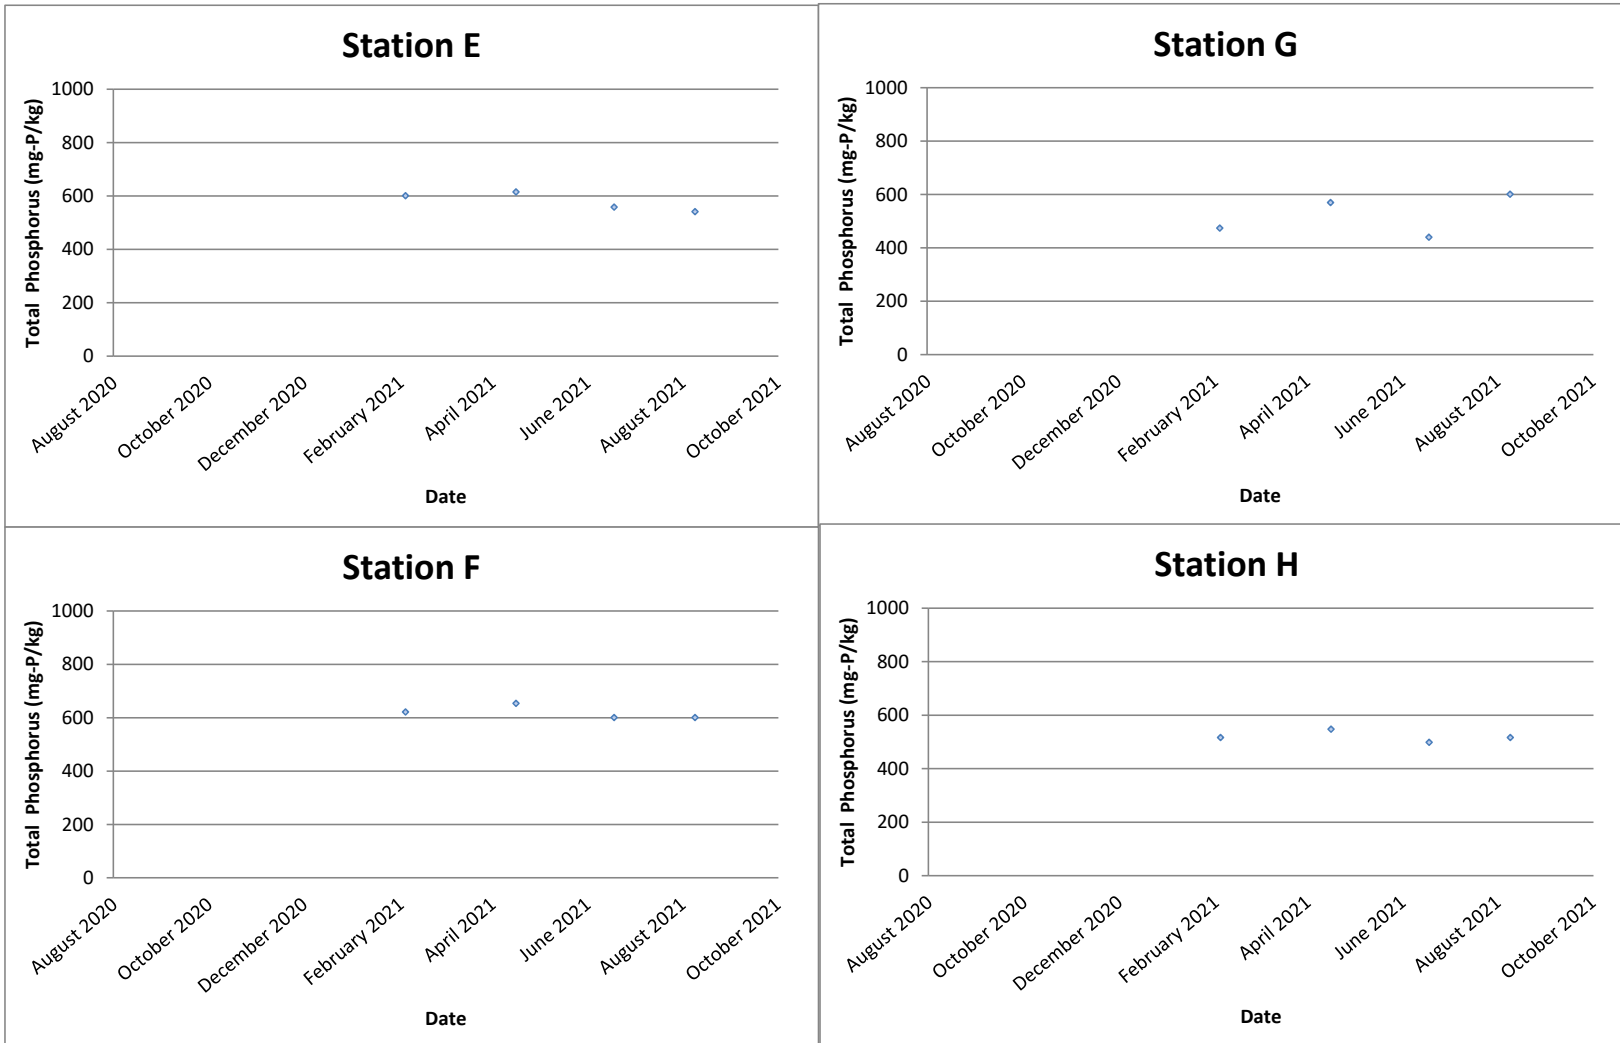 Station E
Total Phosphorus (mg-P/kg)
1000
800
600
400
200
0
August 2020
October 2020
December 2020
February 2021
April 2021
June 2021
August 2021
October 2021
Date
Station G
Total Phosphorus (mg-P/kg)
1000
800
600
400
200
0
August 2020
October 2020
December 2020
February 2021
April 2021
June 2021
August 2021
October 2021
Date
Station F
Total Phosphorus (mg-P/kg)
1000
800
600
400
200
0
August 2020
October 2020
December 2020
February 2021
April 2021
June 2021
August 2021
October 2021
Date
Station H
Total Phosphorus (mg-P/kg)
1000
800
600
400
200
0
August 2020
October 2020
December 2020
February 2021
April 2021
June 2021
August 2021
October 2021
Date